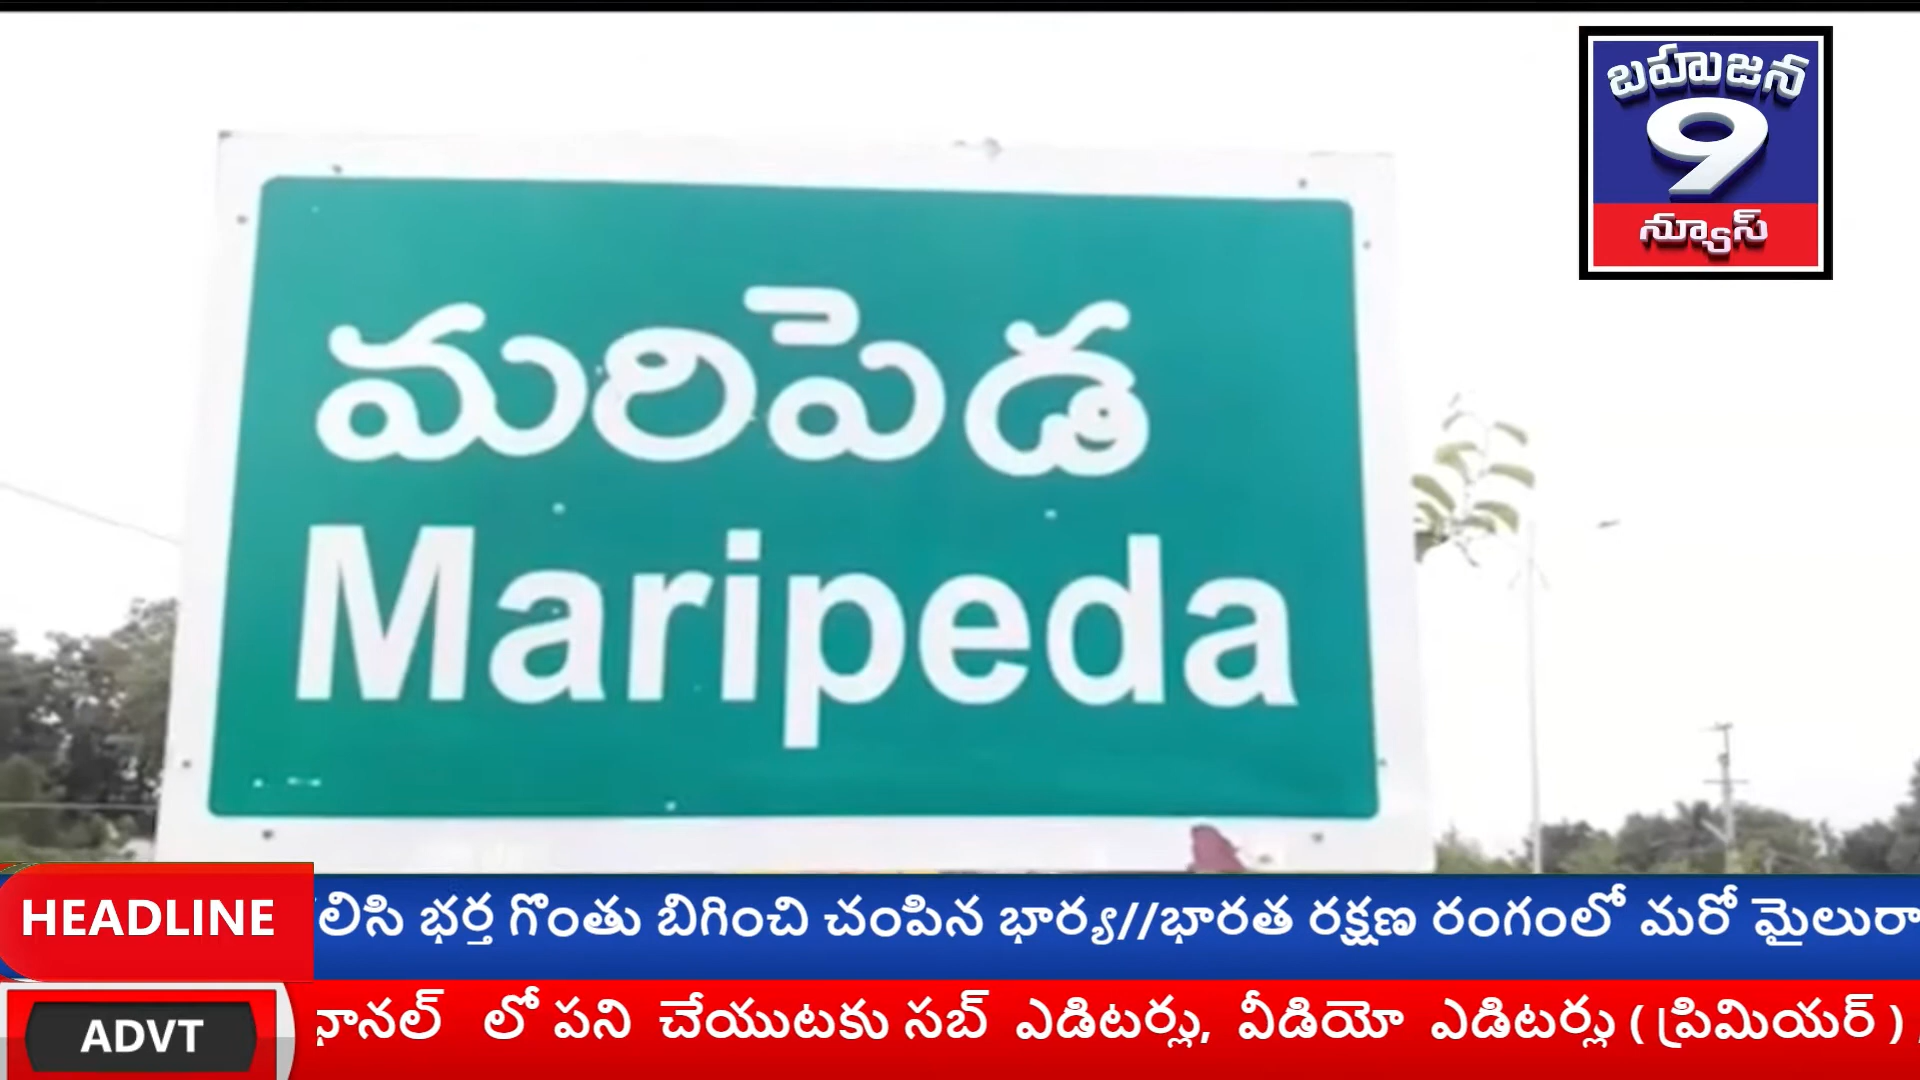 బహుజన
9
న్యూస్
మరిపెడ
Maripeda
HEADLINE
భర్త గొంతు బిగించి చంపిన భార్య//భారత రక్షణ రంగంలో మరో
ADVT
లో పని చేయుటకు సబ్ ఎడిటర్లు, వీడియో ఎడిటర్లు ( ప్రిమియర్ )